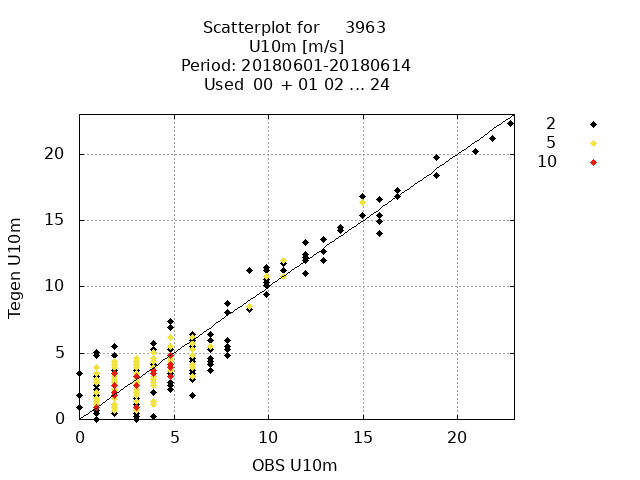 Scatterplot for 3963
U10m [m/s]
Period: 20180601-20180614
Used 00 + 01 02 ... 24
2
5
10
20
15
10
5
0
Tegen U10m
0 5 10 15 20
OBS U10m